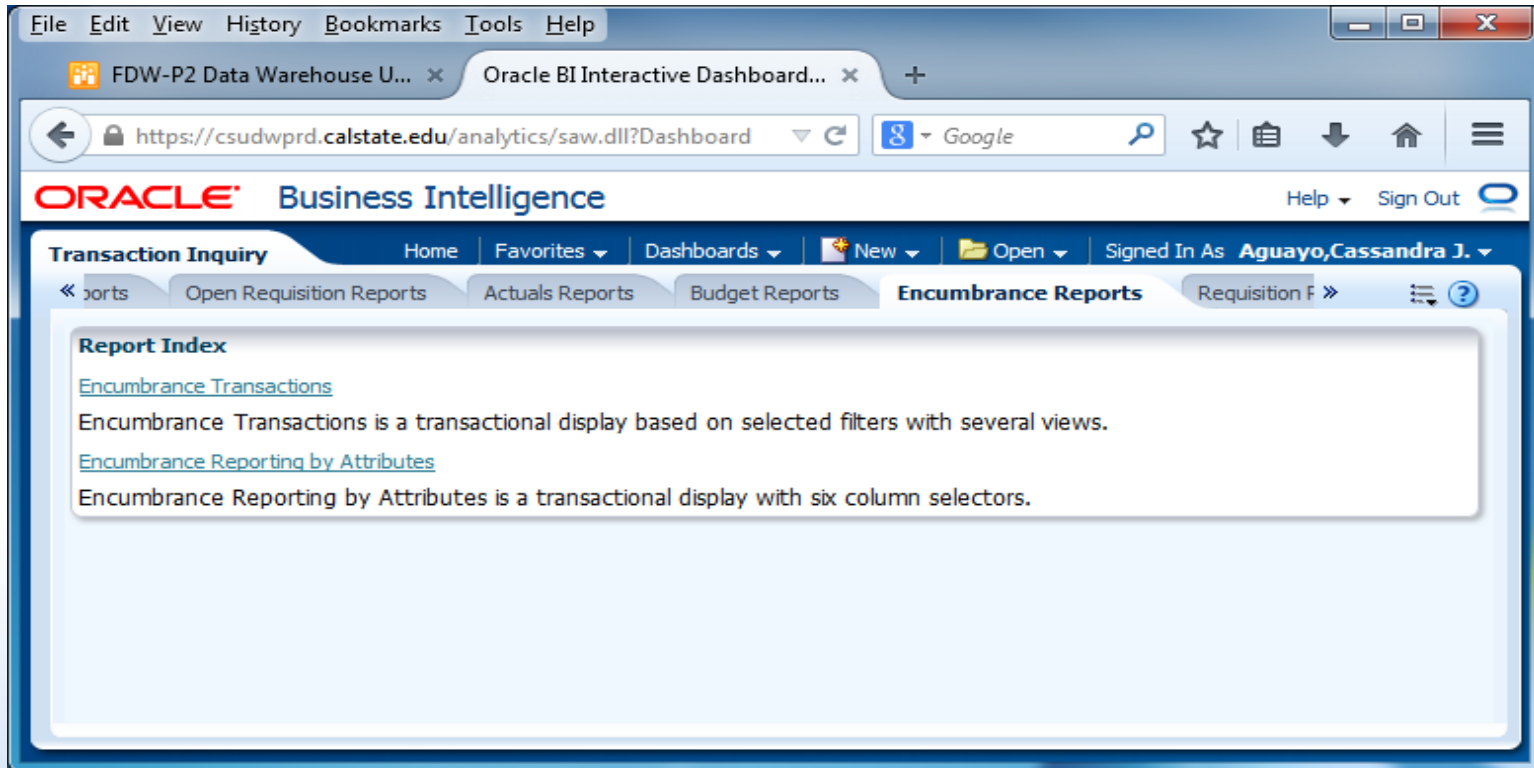 File Edit View History Bookmarks Tools Help
FDW-P2 Data Warehouse U... Oracle BI Interactive Dashboard...
https://csudwprd.calstate.edu/analytics/saw.dll?Dashboard 8 Google
ORACLE Business Intelligence Help Sign Out
Transaction Inquiry Home Favorites Dashboards New Open Signed In As Aguayo,Cassandra J.
« ports Open Requisition Reports Actuals Reports Budget Reports Encumbrance Reports Requisition »
Report Index
Encumbrance Transactions
Encumbrance Transactions is a transactional display based on selected filters with several views.
Encumbrance Reporting by Attributes
Encumbrance Reporting by Attributes is a transactional display with six column selectors.